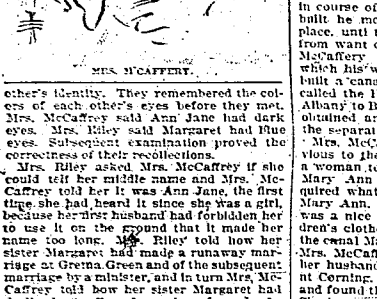 MRS. M'CAFFERY.
other's identity. They remembered the col-
ors of each other's eyes before they met.
Mrs. McCaffrey said Ann Jane had dark
eyes. Mrs. Riley said Margaret had blue
eyes. Subsequent examination proved the
correctness of their recollections.
Mrs. Riley asked Mrs. McCaffrey if she
could tell her middle name and Mrs. Mc-
Caffrey told her it was Ann Jane, the first
time she had heard it since she was a girl,
because her first husband had forbidden her
to use it on the ground that it made her
name too long. Mrs. Riley told how her
sister Margaret had made a runaway mar-
riage at Gretna Green and of the subsequent
marriage by a minister, and in turn Mrs. Mc-
Caffrey told how her sister Margaret had
in course of
built he
place, until
from want
McCaffery
which his
built a
called the
Albany to
obtained
the separat
Mrs. McC
vious to the
a woman
Mary Ann
quired what
Mary Ann.
was a nice
dren's cloth
the canal
Mrs. McCaff
her husband
at Corning.
and found